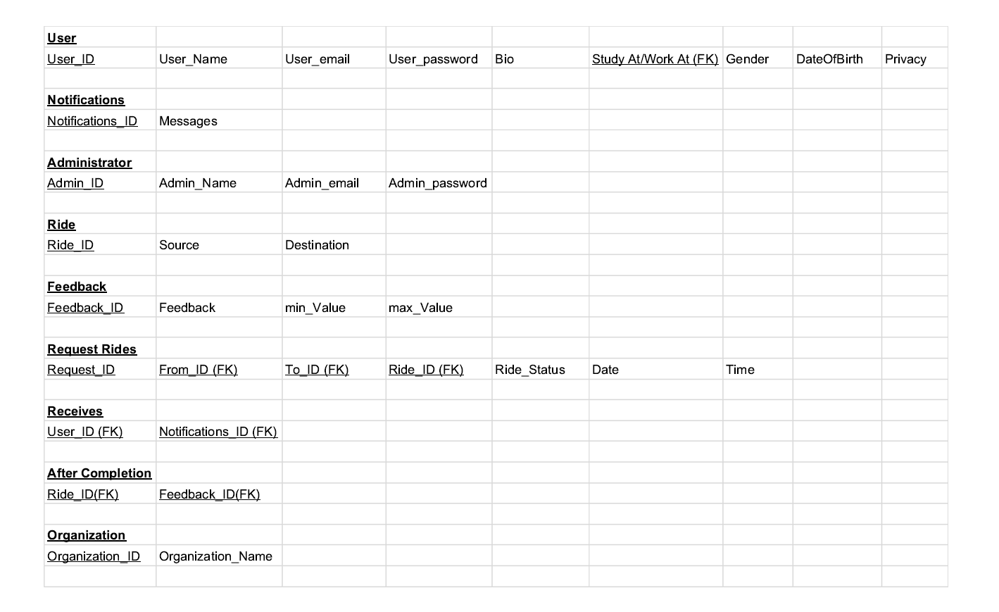 User
User_ID User_Name User_email User_password Bio Study At/Work At (FK) Gender DateOfBirth Privacy
Notifications
Notifications_ID Messages
Administrator
Admin_ID Admin_Name Admin_email Admin_password
Ride
Ride_ID Source Destination
Feedback
Feedback_ID Feedback min_Value max_Value
Request Rides
Request_ID From_ID (FK) To_ID (FK) Ride_ID (FK) Ride_Status Date Time
Receives
User_ID (FK) Notifications_ID (FK)
After Completion
Ride_ID(FK) Feedback_ID(FK)
Organization
Organization_ID Organization_Name